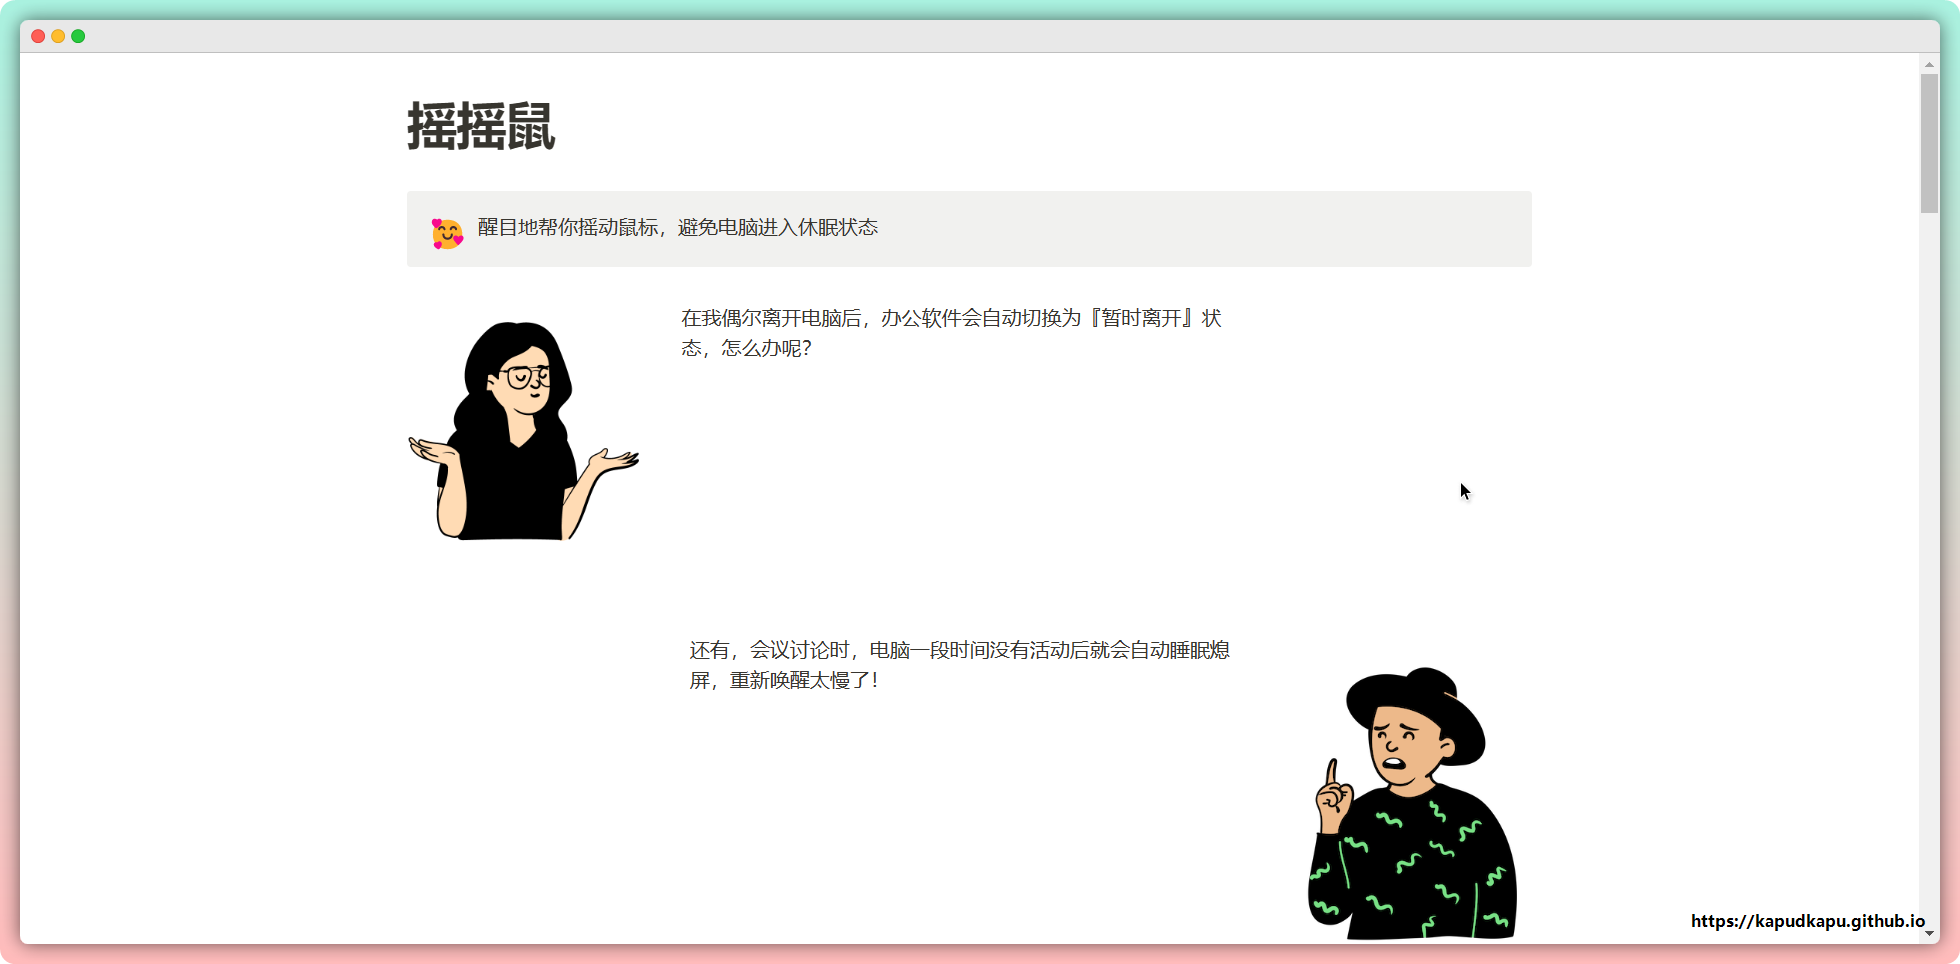 摇摇鼠
醒目地帮你摇动鼠标，避免电脑进入休眠状态
在我偶尔离开电脑后，办公软件会自动切换为『暂时离开』状
态，怎么办呢？
还有，会议讨论时，电脑一段时间没有活动后就会自动睡眠熄
屏，重新唤醒太慢了！
https://kapudkapu.github.io